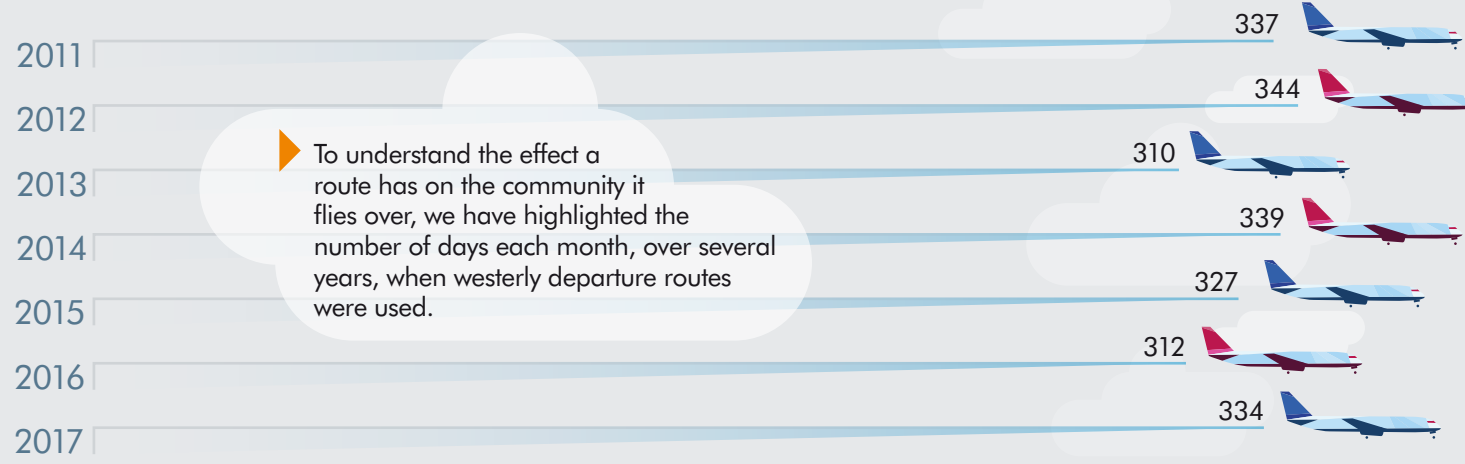 2011
337
2012
344
2013
310
2014
339
2015
327
2016
312
2017
334
To understand the effect a
route has on the community it
flies over, we have highlighted the
number of days each month, over several
years, when westerly departure routes
were used.